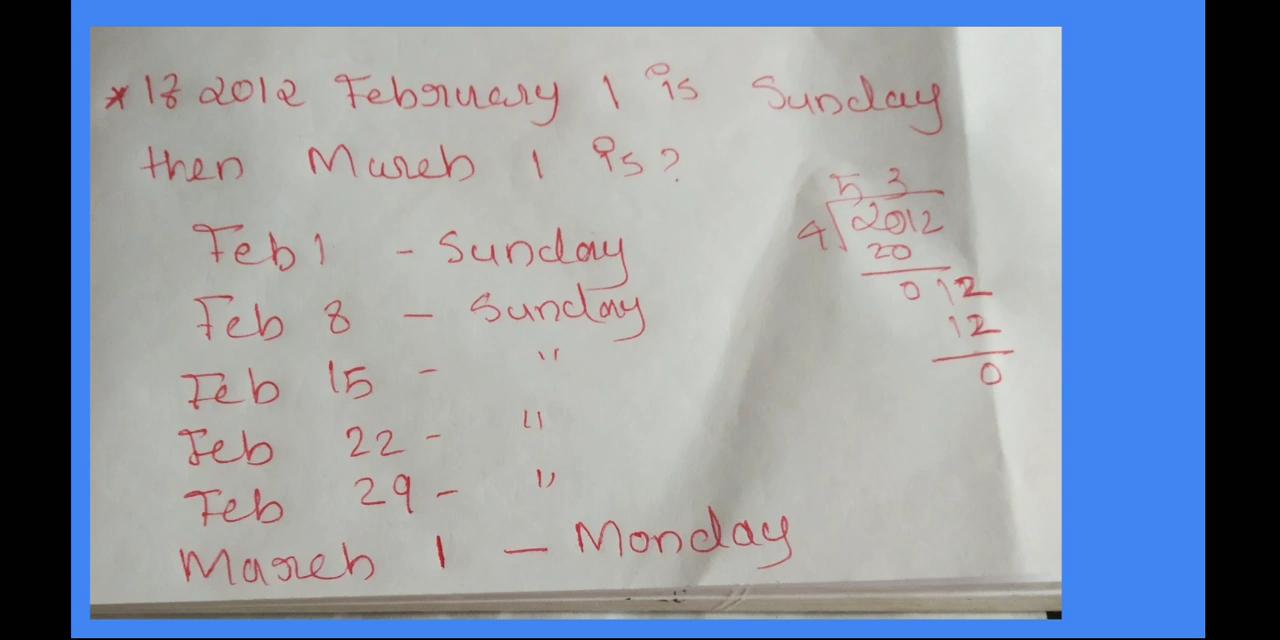 * If 2012 February 1 is Sunday
then March 1 is?
5 3
4 2012
20
012
12
0
Feb 1 - Sunday
Feb 8 - Sunday
Feb 15 - "
Feb 22 - "
Feb 29 - "
March 1 - Monday